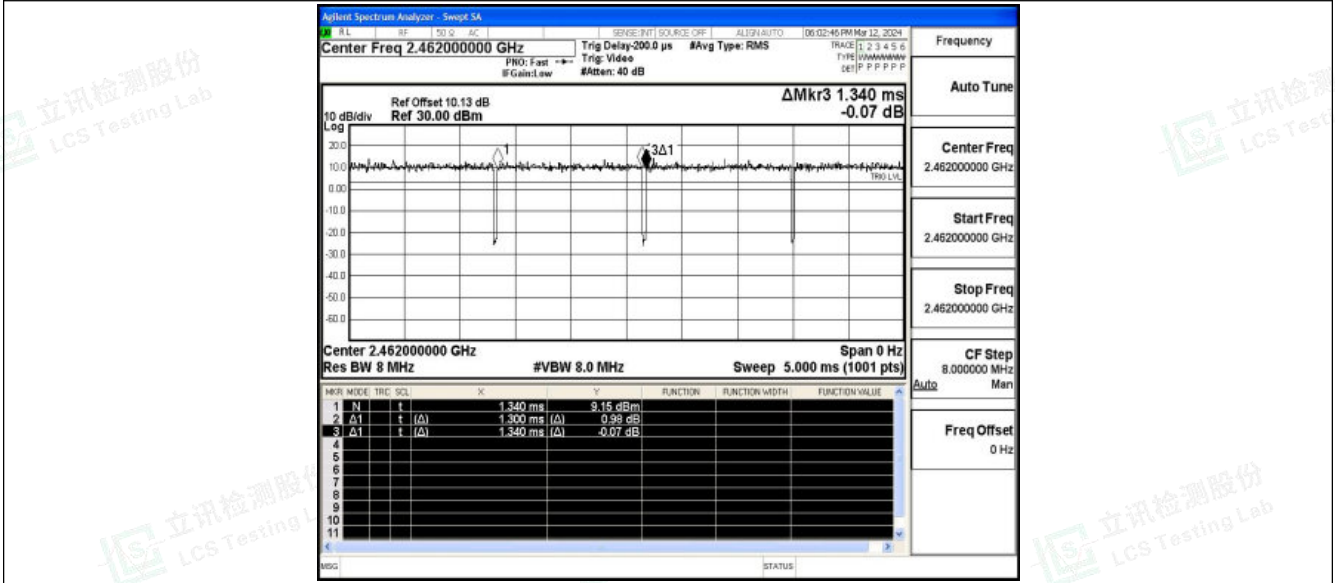 Agilent Spectrum Analyzer - Swept SA
RL RF 50 Ω AC SENSE:INT SOURCE OFF ALIGNAUTO 06:02:46 PM Mar 12, 2024
Center Freq 2.462000000 GHz
PNO: Fast
IFGain:Low
Trig Delay-200.0 µs
Trig: Video
#Atten: 40 dB
#Avg Type: RMS
TRACE 1 2 3 4 5 6
TYPE WWWWWW
DET P P P P P P
Frequency
Auto Tune
Center Freq
2.462000000 GHz
Start Freq
2.462000000 GHz
Stop Freq
2.462000000 GHz
CF Step
8.000000 MHz
Auto Man
Freq Offset
0 Hz
ΔMkr3 1.340 ms
-0.07 dB
Ref Offset 10.13 dB
10 dB/div Ref 30.00 dBm
Log
20.0
10.0
0.00
-10.0
-20.0
-30.0
-40.0
-50.0
-60.0
1
3Δ1
TRIG LVL
Center 2.462000000 GHz Span 0 Hz
Res BW 8 MHz #VBW 8.0 MHz Sweep 5.000 ms (1001 pts)
MKR MODE TRC SCL X Y FUNCTION FUNCTION WIDTH FUNCTION VALUE
1 N t 1.340 ms 9.15 dBm
2 Δ1 t (Δ) 1.300 ms (Δ) 0.98 dB
3 Δ1 t (Δ) 1.340 ms (Δ) -0.07 dB
4
5
6
7
8
9
10
11
MSG STATUS
立讯检测股份
LCS Testing Lab
立讯检测
LCS Test
立讯检测股
LCS Testing L
立讯检测股份
LCS Testing Lab